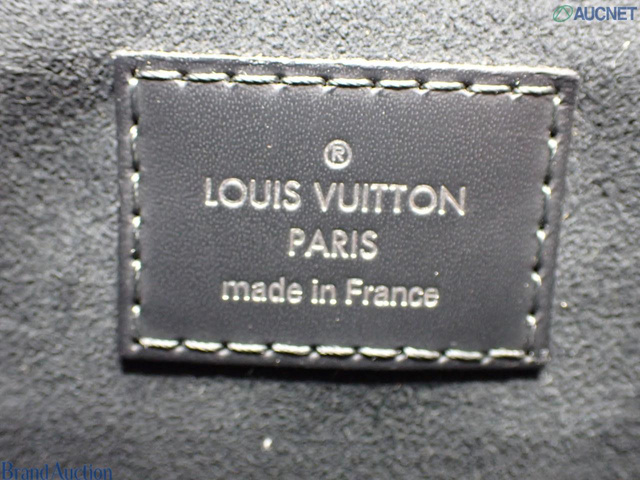 AUCNET
®
LOUIS VUITTON
PARIS
made in France
Brand Auction